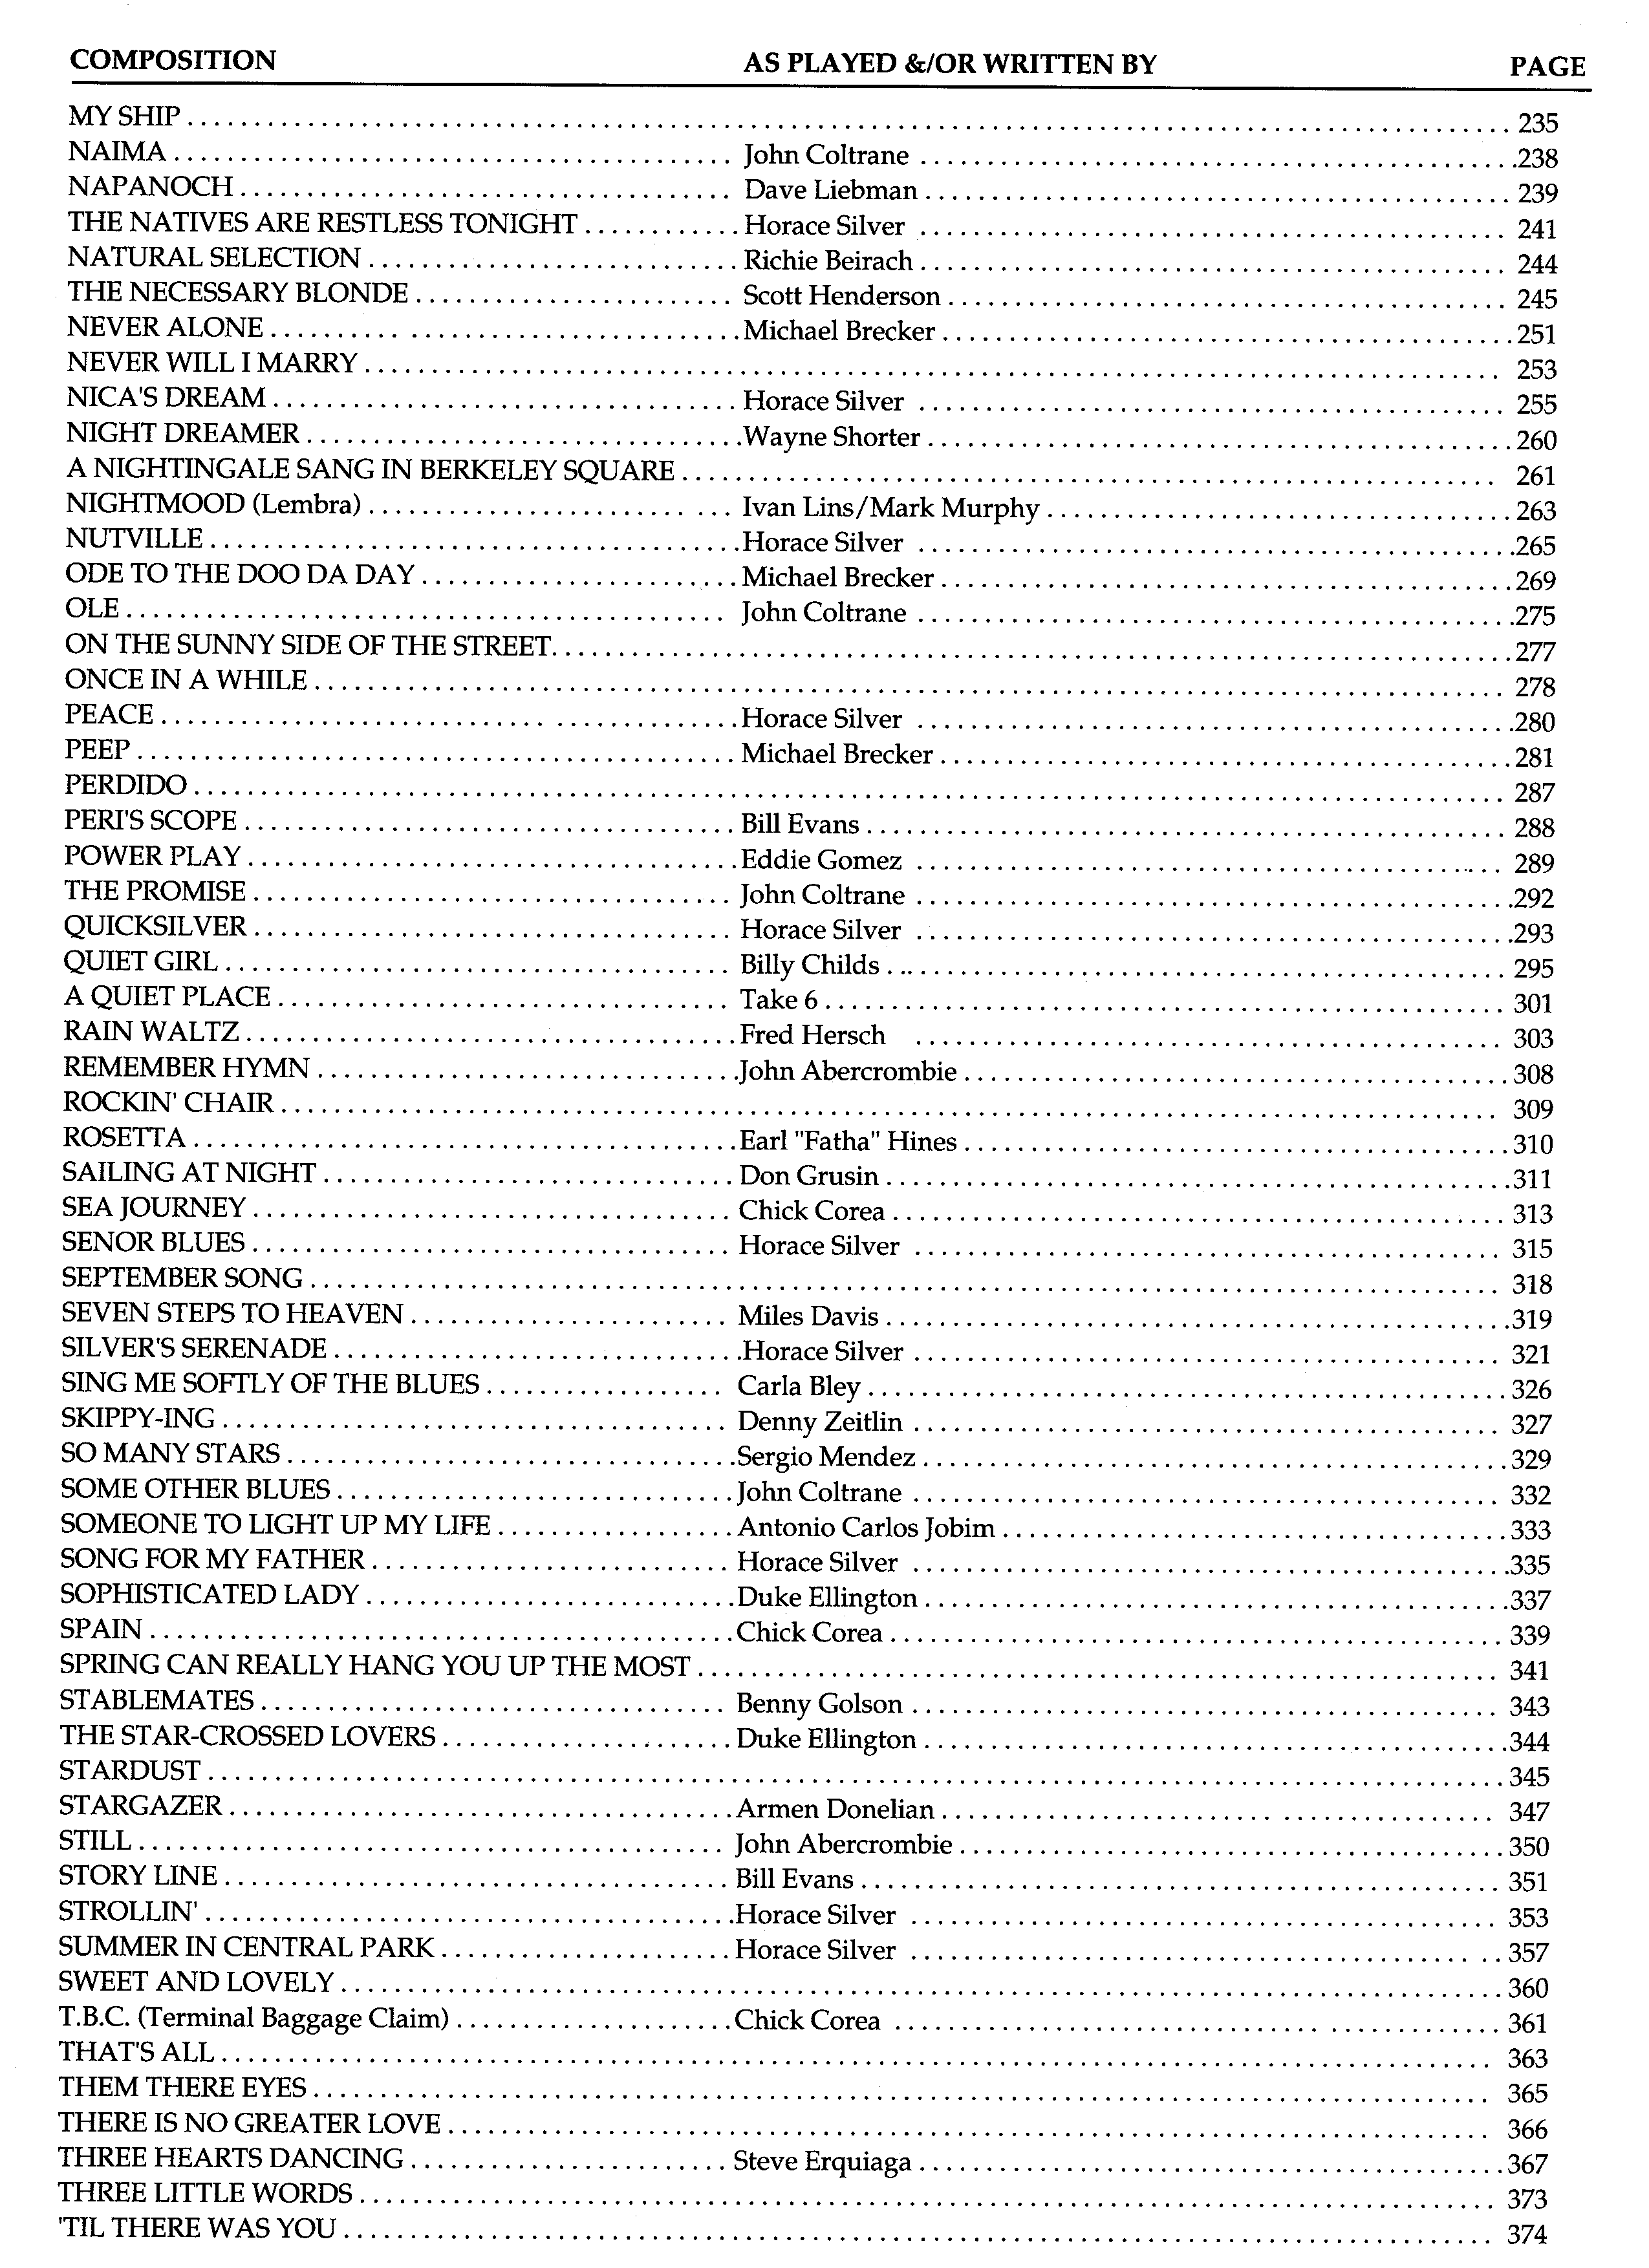 COMPOSITION AS PLAYED &/OR WRITTEN BY PAGE
MY SHIP 235
NAIMA John Coltrane 238
NAPANOCH Dave Liebman 239
THE NATIVES ARE RESTLESS TONIGHT Horace Silver 241
NATURAL SELECTION Richie Beirach 244
THE NECESSARY BLONDE Scott Henderson 245
NEVER ALONE Michael Brecker 251
NEVER WILL I MARRY 253
NICA'S DREAM Horace Silver 255
NIGHT DREAMER Wayne Shorter 260
A NIGHTINGALE SANG IN BERKELEY SQUARE 261
NIGHTMOOD (Lembra) Ivan Lins/Mark Murphy 263
NUTVILLE Horace Silver 265
ODE TO THE DOO DA DAY Michael Brecker 269
OLE John Coltrane 275
ON THE SUNNY SIDE OF THE STREET 277
ONCE IN A WHILE 278
PEACE Horace Silver 280
PEEP Michael Brecker 281
PERDIDO 287
PERI'S SCOPE Bill Evans 288
POWER PLAY Eddie Gomez 289
THE PROMISE John Coltrane 292
QUICKSILVER Horace Silver 293
QUIET GIRL Billy Childs 295
A QUIET PLACE Take 6 301
RAIN WALTZ Fred Hersch 303
REMEMBER HYMN John Abercrombie 308
ROCKIN' CHAIR 309
ROSETTA Earl "Fatha" Hines 310
SAILING AT NIGHT Don Grusin 311
SEA JOURNEY Chick Corea 313
SENOR BLUES Horace Silver 315
SEPTEMBER SONG 318
SEVEN STEPS TO HEAVEN Miles Davis 319
SILVER'S SERENADE Horace Silver 321
SING ME SOFTLY OF THE BLUES Carla Bley 326
SKIPPY-ING Denny Zeitlin 327
SO MANY STARS Sergio Mendez 329
SOME OTHER BLUES John Coltrane 332
SOMEONE TO LIGHT UP MY LIFE Antonio Carlos Jobim 333
SONG FOR MY FATHER Horace Silver 335
SOPHISTICATED LADY Duke Ellington 337
SPAIN Chick Corea 339
SPRING CAN REALLY HANG YOU UP THE MOST 341
STABLEMATES Benny Golson 343
THE STAR-CROSSED LOVERS Duke Ellington 344
STARDUST 345
STARGAZER Armen Donelian 347
STILL John Abercrombie 350
STORY LINE Bill Evans 351
STROLLIN' Horace Silver 353
SUMMER IN CENTRAL PARK Horace Silver 357
SWEET AND LOVELY 360
T.B.C. (Terminal Baggage Claim) Chick Corea 361
THAT'S ALL 363
THEM THERE EYES 365
THERE IS NO GREATER LOVE 366
THREE HEARTS DANCING Steve Erquiaga 367
THREE LITTLE WORDS 373
'TIL THERE WAS YOU 374